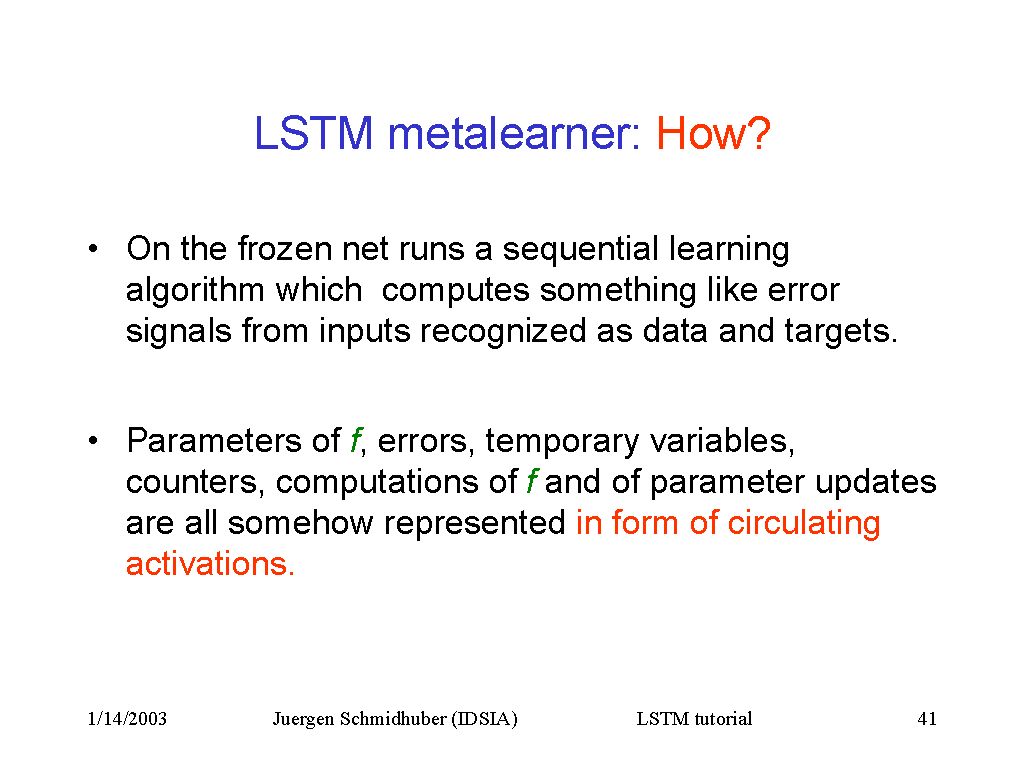 LSTM metalearner: How?
• On the frozen net runs a sequential learning
algorithm which  computes something like error
signals from inputs recognized as data and targets.
• Parameters of f, errors, temporary variables,
counters, computations of f and of parameter updates
are all somehow represented in form of circulating
activations.
1/14/2003 Juergen Schmidhuber (IDSIA) LSTM tutorial 41